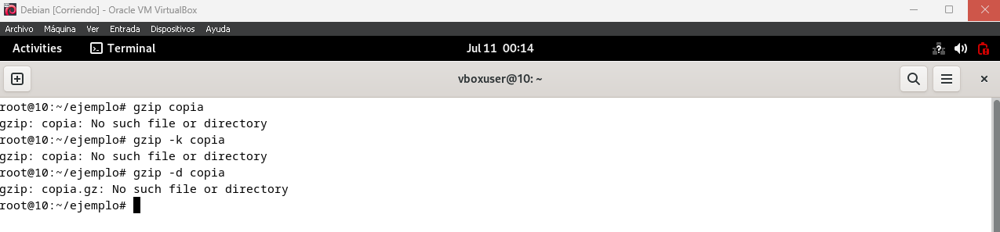 Debian [Corriendo] - Oracle VM VirtualBox
Archivo Máquina Ver Entrada Dispositivos Ayuda
Activities Terminal Jul 11 00:14
vboxuser@10: ~
root@10:~/ejemplo# gzip copia
gzip: copia: No such file or directory
root@10:~/ejemplo# gzip -k copia
gzip: copia: No such file or directory
root@10:~/ejemplo# gzip -d copia
gzip: copia.gz: No such file or directory
root@10:~/ejemplo#